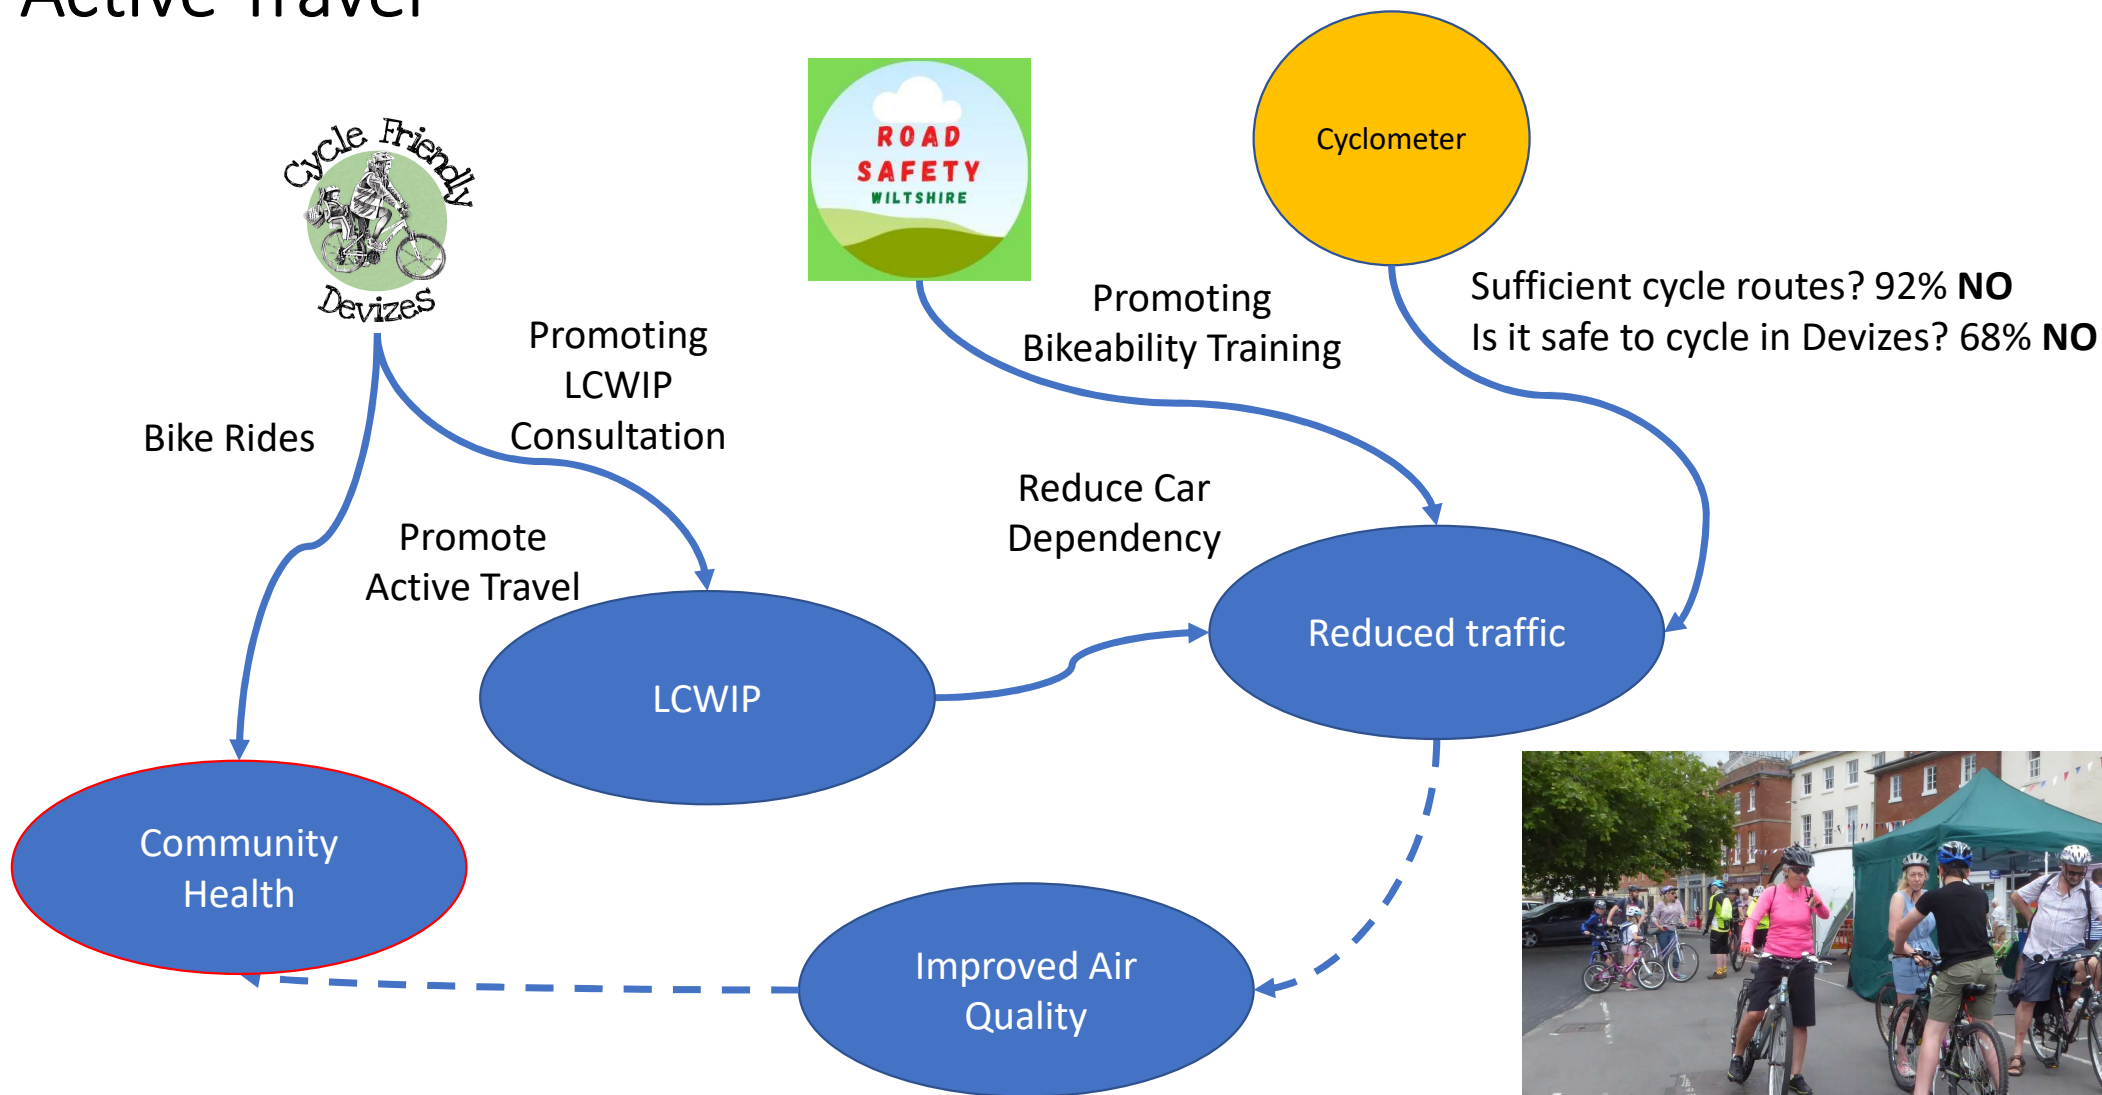 Active Travel
Cycle Friendly
Devizes
ROAD
SAFETY
WILTSHIRE
Cyclometer
Sufficient cycle routes? 92% NO
Is it safe to cycle in Devizes? 68% NO
Promoting
Bikeability Training
Promoting
LCWIP
Consultation
Bike Rides
Reduce Car
Dependency
Promote
Active Travel
Reduced traffic
LCWIP
Community
Health
Improved Air
Quality